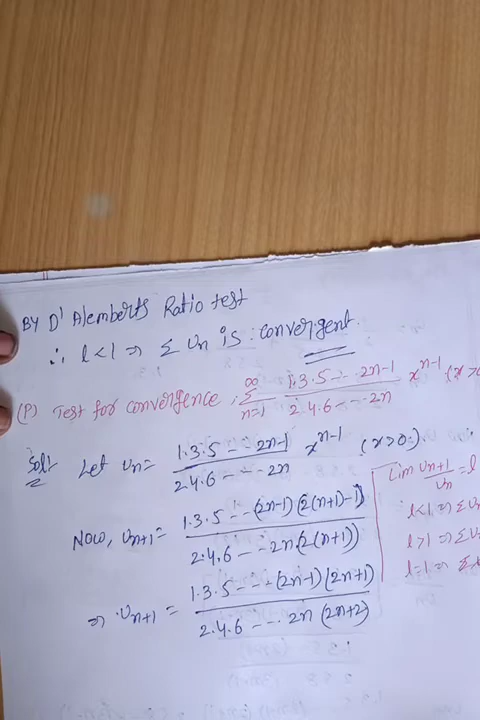 BY D' Alemberts Ratio test
∴ l<1 ⇒ Σ Un is convergent.
(P) Test for convergence, ∞Σn=1 1.3.5---2n-1 / 2.4.6---2n x^n-1 (x>0
Sol:- Let Un = 1.3.5---2n-1 / 2.4.6---2n x^n-1 (x>0)
Now, Un+1 = 1.3.5---(2n-1)(2(n+1)-1) / 2.4.6---2n(2(n+1))
⇒ Un+1 = 1.3.5---(2n-1)(2n+1) / 2.4.6---2n(2n+2)
Lim Un+1 / Un = l
l<1 ⇒ Σ
l>1 ⇒ Σ
l=1 ⇒